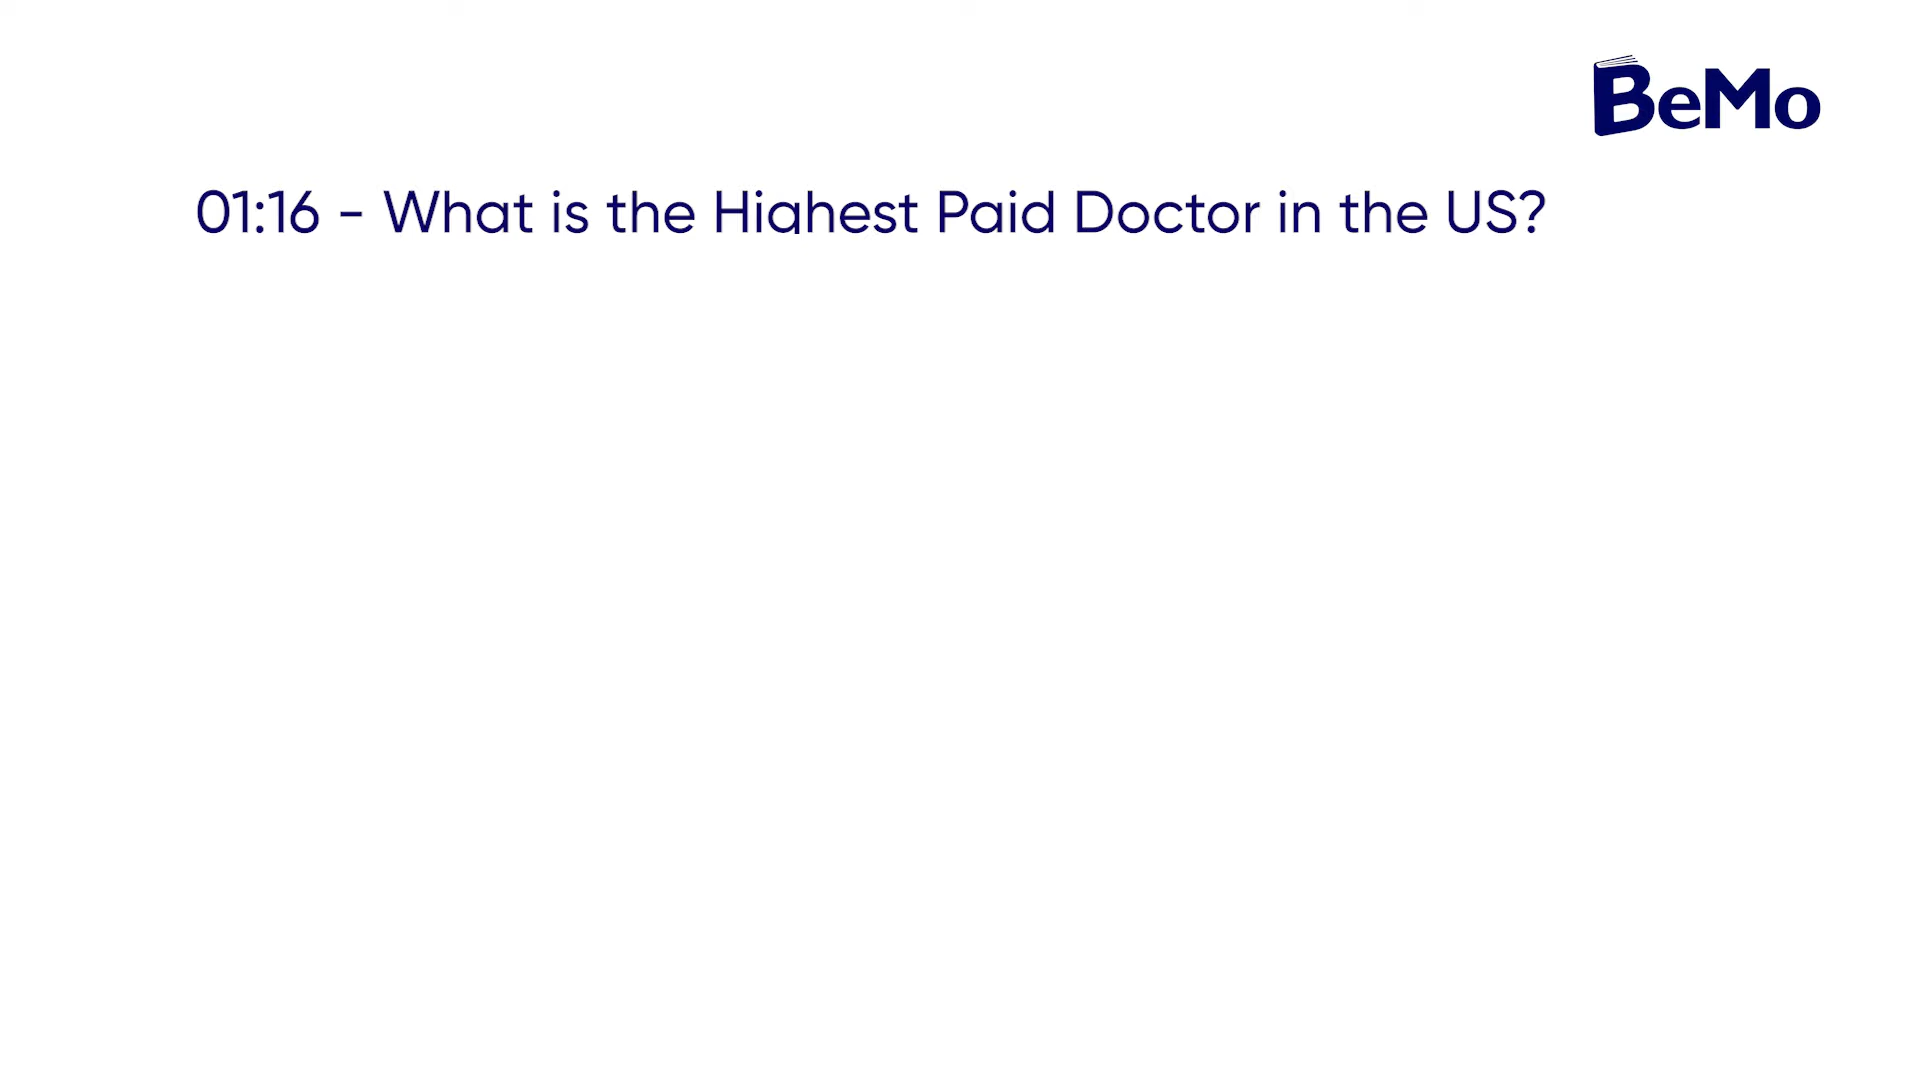 BeMo
01:16 - What is the Highest Paid Doctor in the US?